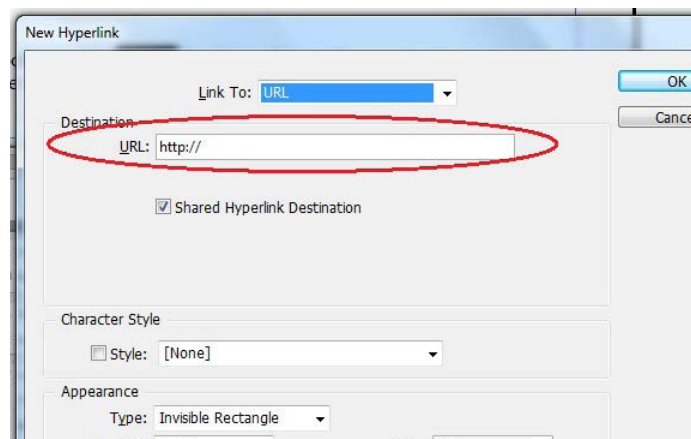 New Hyperlink
Link To: URL
OK
Destination
Cance
URL: http://
Shared Hyperlink Destination
Character Style
Style: [None]
Appearance
Type: Invisible Rectangle